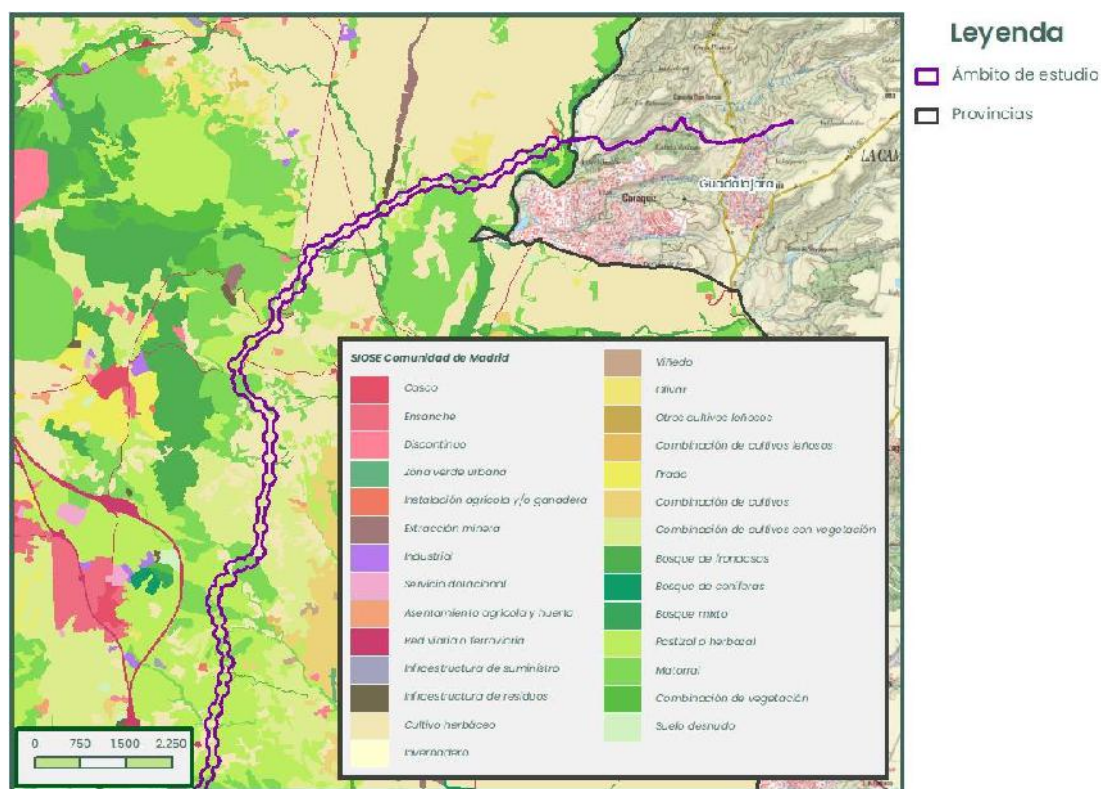 Leyenda
Ámbito de estudio
Provincias
Guadalajara
Caraquiz
LA CAM
SIOSE Comunidad de Madrid
Casco
Ensanche
Discontinuo
Zona verde urbano
Instalación agrícola y/o ganadera
Extracción minera
Industrial
Servicio dotacional
Asentamiento agrícola y huerta
Red viaria o ferroviaria
Infraestructura de suministro
Infraestructura de residuos
Cultivo herbáceo
Invernadero
Viñedo
Olivar
Otros cultivos leñosos
Combinación de cultivos leñosos
Prado
Combinación de cultivos
Combinación de cultivos con vegetación
Bosque de frondosas
Bosque de coníferas
Bosque mixto
Pastizal o herbazal
Matorral
Combinación de vegetación
Suelo desnudo
0 750 1500 2.250